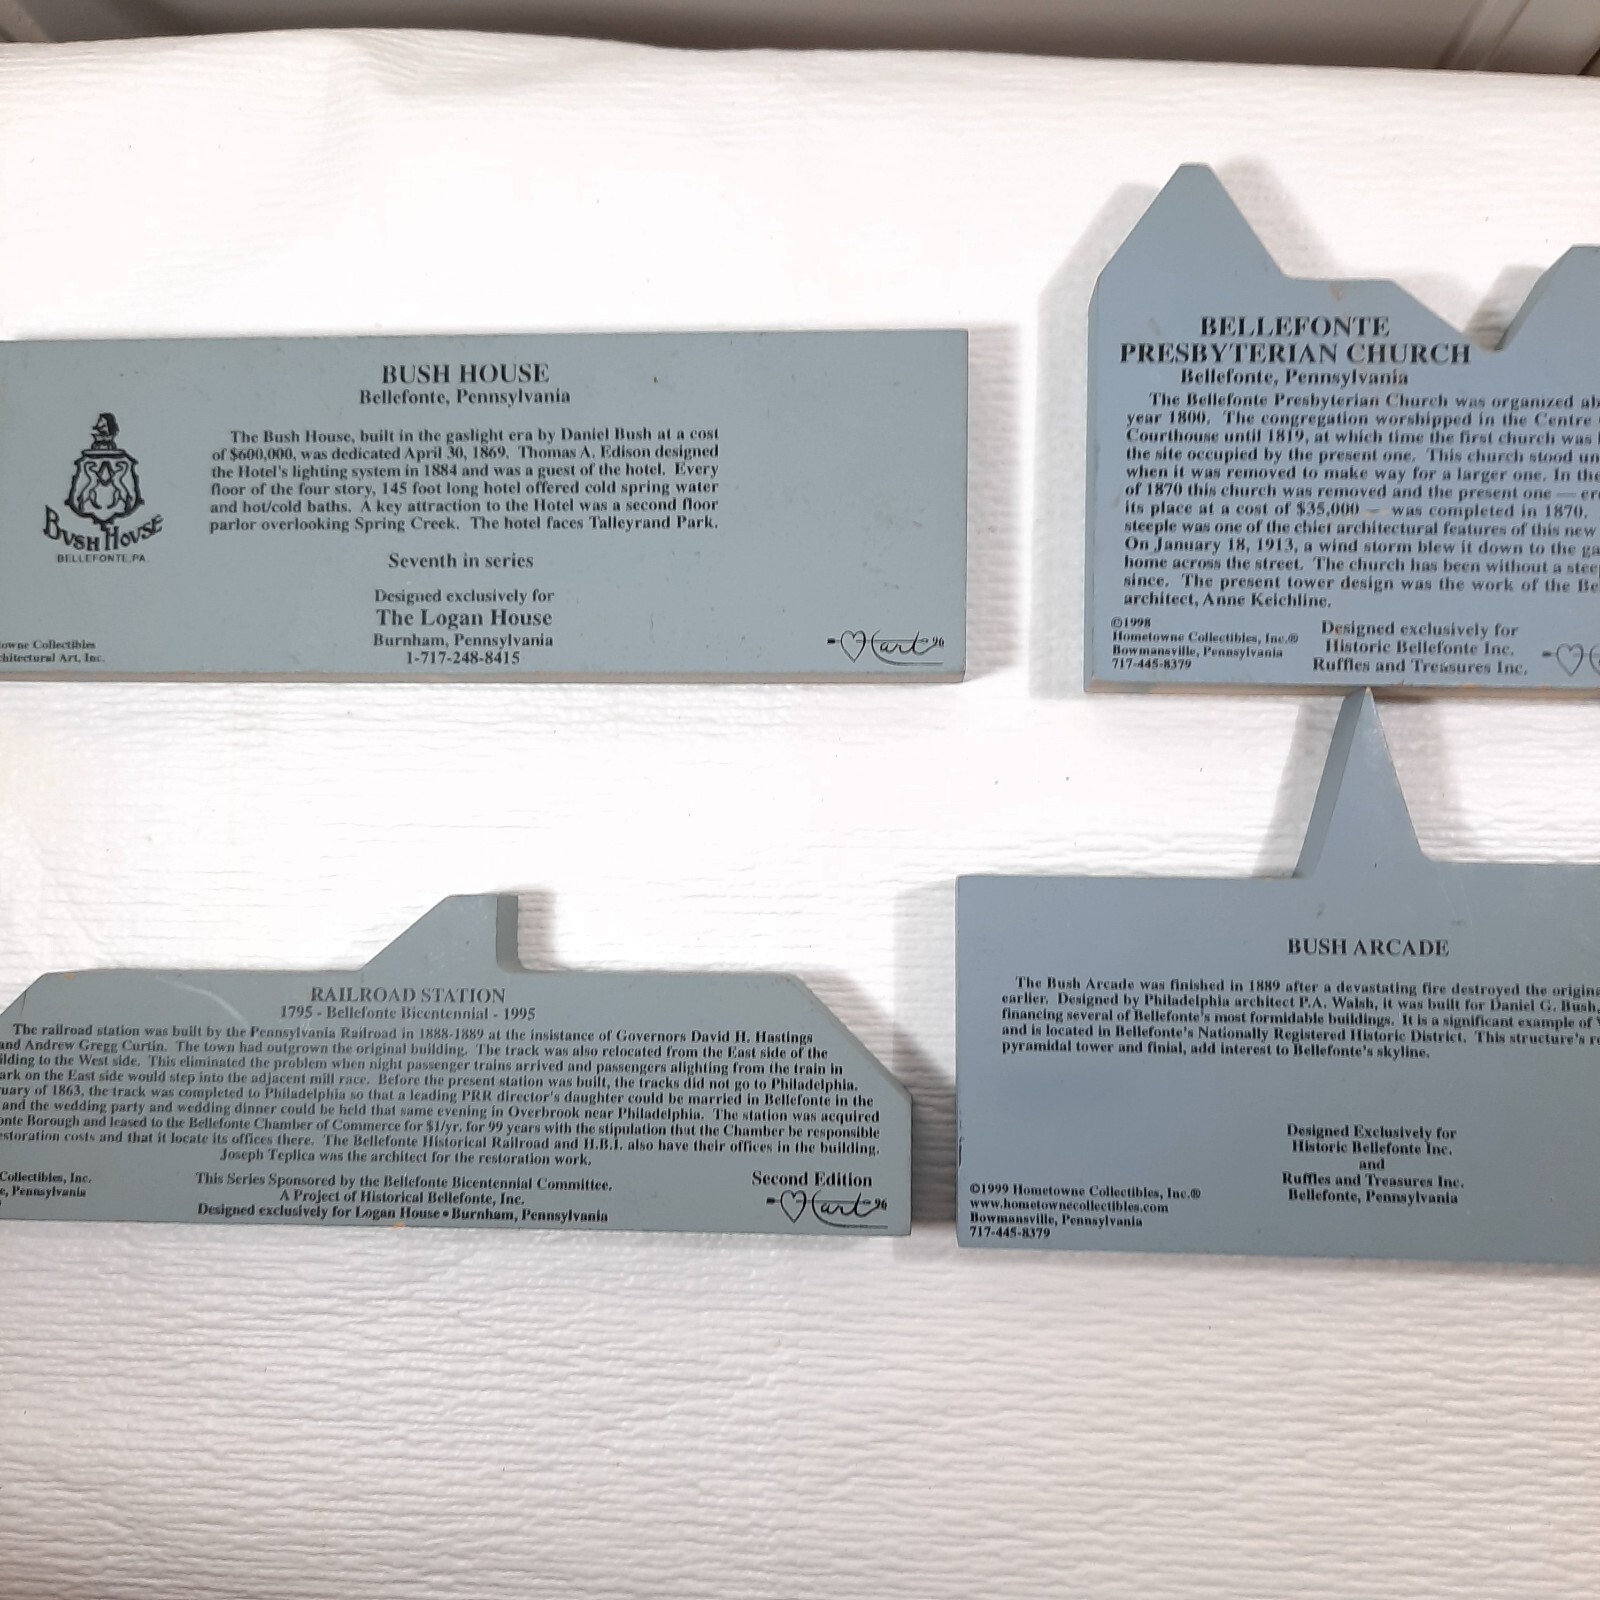 BUSH HOUSE
Bellefonte, Pennsylvania
The Bush House, built in the gaslight era by Daniel Bush at a cost
of $600,000, was dedicated April 30, 1869. Thomas A. Edison designed
the Hotel's lighting system in 1884 and was a guest of the hotel. Every
floor of the four story, 145 foot long hotel offered cold spring water
and hot/cold baths. A key attraction to the Hotel was a second floor
parlor overlooking Spring Creek. The hotel faces Talleyrand Park.
BUSH HOUSE
BELLEFONTE, PA.
Seventh in series
Designed exclusively for
The Logan House
Burnham, Pennsylvania
1-717-248-8415
owne Collectibles
chitectural Art, Inc.
Hart 96
BELLEFONTE
PRESBYTERIAN CHURCH
Bellefonte, Pennsylvania
The Bellefonte Presbyterian Church was organized ab
year 1800. The congregation worshipped in the Centre
Courthouse until 1819, at which time the first church was
the site occupied by the present one. This church stood un
when it was removed to make way for a larger one. In the
of 1870 this church was removed and the present one — er
its place at a cost of $35,000 — was completed in 1870.
steeple was one of the chief architectural features of this new
On January 18, 1913, a wind storm blew it down to the ga
home across the street. The church has been without a stee
since. The present tower design was the work of the Be
architect, Anne Keichline.
©1998
Hometowne Collectibles, Inc.®
Bowmansville, Pennsylvania
717-445-8379
Designed exclusively for
Historic Bellefonte Inc.
Ruffles and Treasures Inc.
RAILROAD STATION
1795 - Bellefonte Bicentennial - 1995
The railroad station was built by the Pennsylvania Railroad in 1888-1889 at the insistance of Governors David H. Hastings
and Andrew Gregg Curtin. The town had outgrown the original building. The track was also relocated from the East side of the
ilding to the West side. This eliminated the problem when night passenger trains arrived and passengers alighting from the train in
ark on the East side would step into the adjacent mill race. Before the present station was built, the tracks did not go to Philadelphia.
uary of 1863, the track was completed to Philadelphia so that a leading PRR director's daughter could be married in Bellefonte in the
and the wedding party and wedding dinner could be held that same evening in Overbrook near Philadelphia. The station was acquired
onte Borough and leased to the Bellefonte Chamber of Commerce for $1/yr. for 99 years with the stipulation that the Chamber be responsible
estoration costs and that it locate its offices there. The Bellefonte Historical Railroad and H.B.I. also have their offices in the building.
Joseph Teplica was the architect for the restoration work.
Collectibles, Inc.
e, Pennsylvania
This Series Sponsored by the Bellefonte Bicentennial Committee.
A Project of Historical Bellefonte, Inc.
Designed exclusively for Logan House • Burnham, Pennsylvania
Second Edition
Hart 96
BUSH ARCADE
The Bush Arcade was finished in 1889 after a devastating fire destroyed the origina
earlier. Designed by Philadelphia architect P.A. Walsh, it was built for Daniel G. Bush,
financing several of Bellefonte's most formidable buildings. It is a significant example of V
and is located in Bellefonte's Nationally Registered Historic District. This structure's ro
pyramidal tower and finial, add interest to Bellefonte's skyline.
Designed Exclusively for
Historic Bellefonte Inc.
and
Ruffles and Treasures Inc.
Bellefonte, Pennsylvania
©1999 Hometowne Collectibles, Inc.®
www.hometownecollectibles.com
Bowmansville, Pennsylvania
717-445-8379